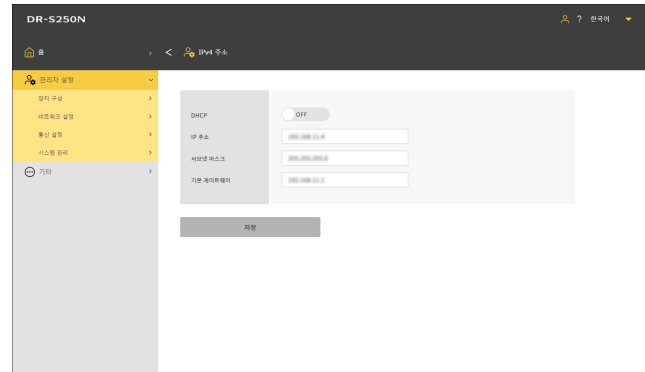 DR-S250N
? 한국어
홈
< IPv4 주소
관리자 설정
장치 구성
네트워크 설정
통신 설정
시스템 관리
기타
DHCP
OFF
IP 주소
서브넷 마스크
기본 게이트웨이
저장